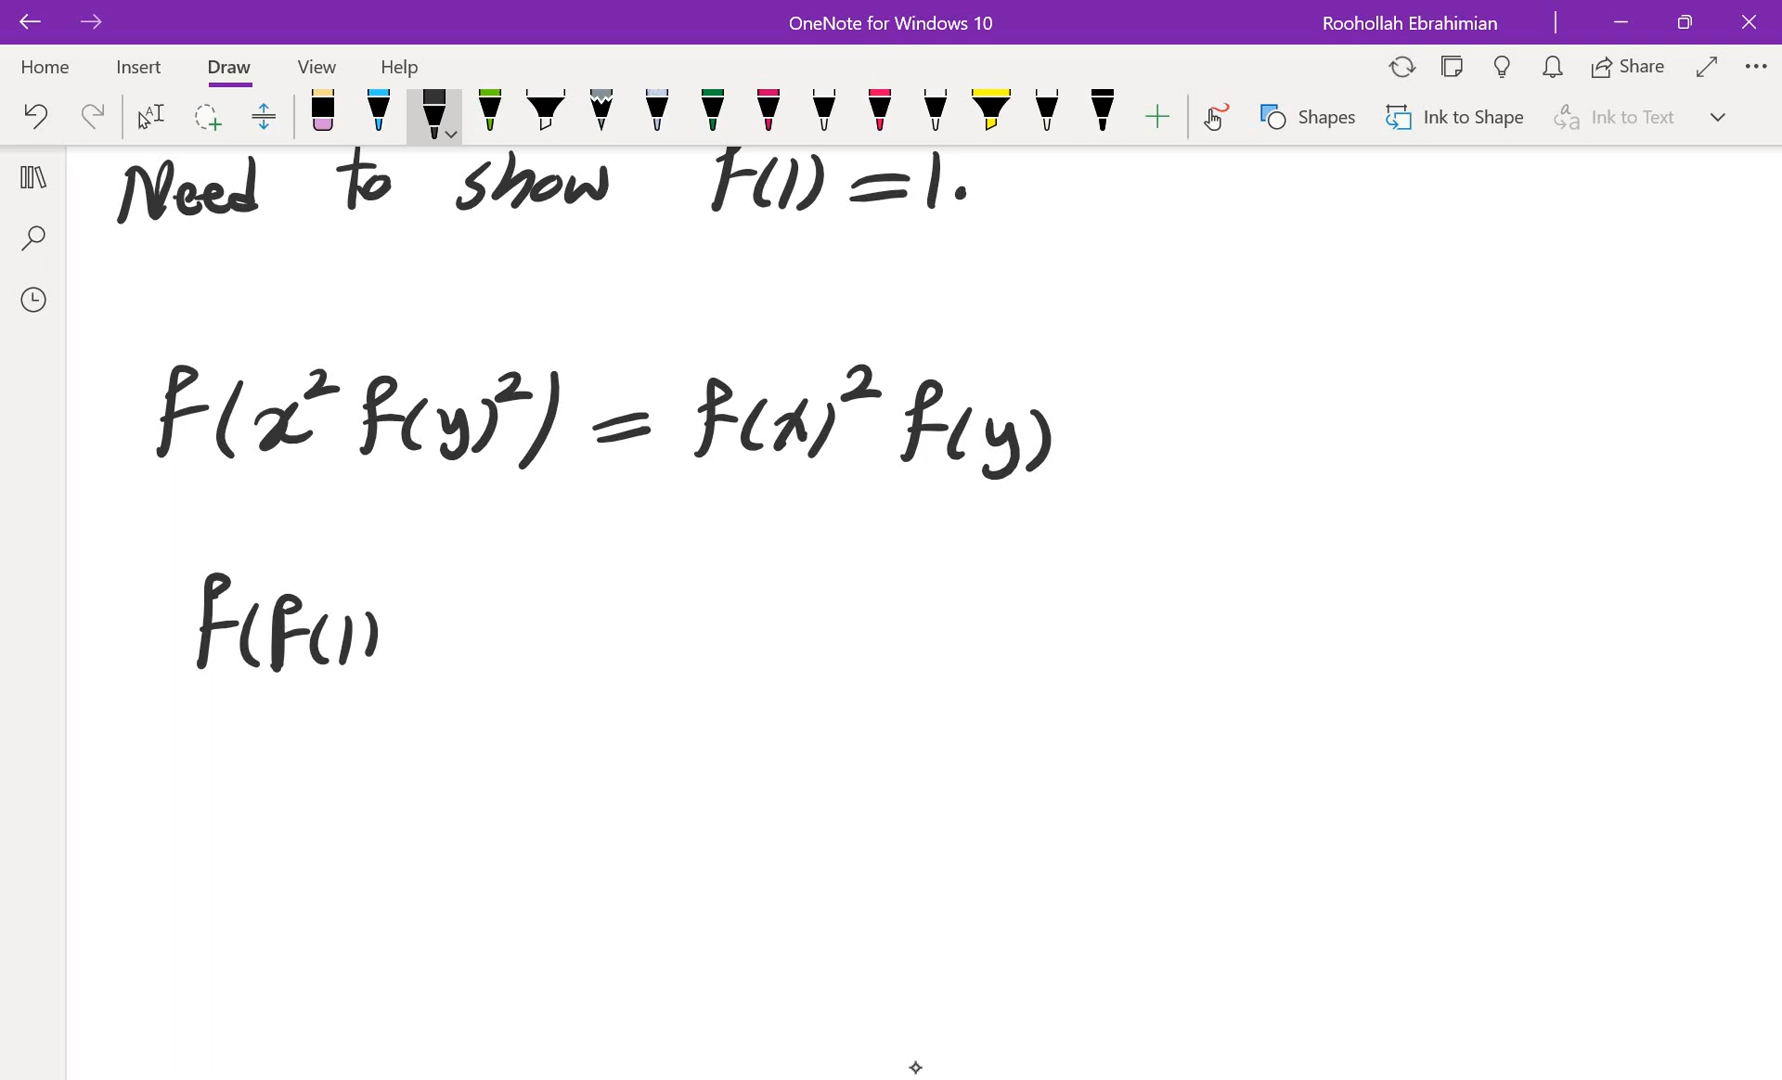 OneNote for Windows 10 Roohollah Ebrahimian
Home Insert Draw View Help Share
Shapes Ink to Shape Ink to Text
Need to show f(1) = 1.
f(x² f(y)²) = f(x)² f(y)
f(f(1)